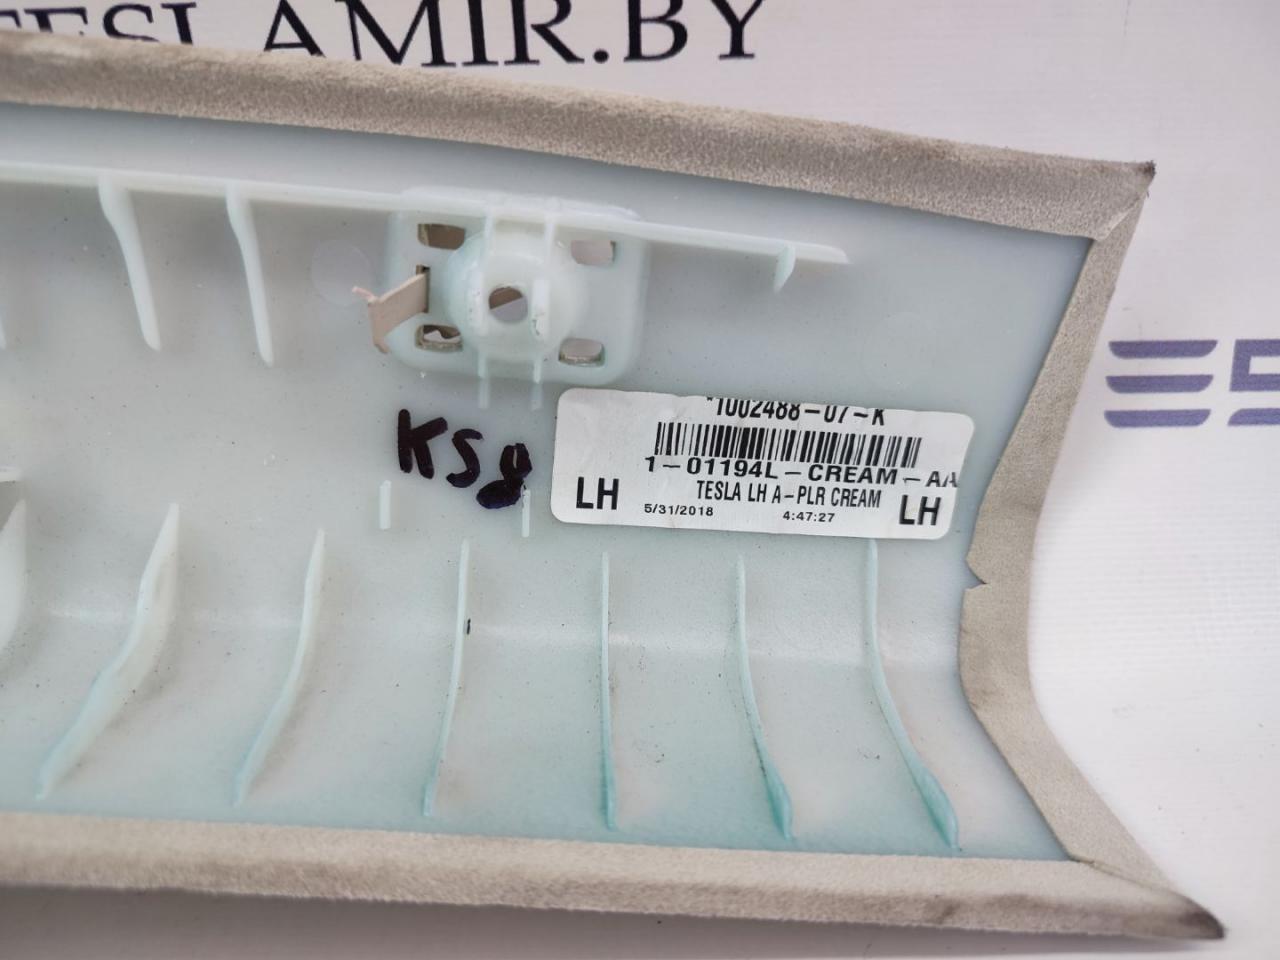 TESLAMIR.BY
*1002488-07-K
1-01194L-CREAM-AA
TESLA LH A-PLR CREAM
LH
LH
5/31/2018 4:47:27
KS8